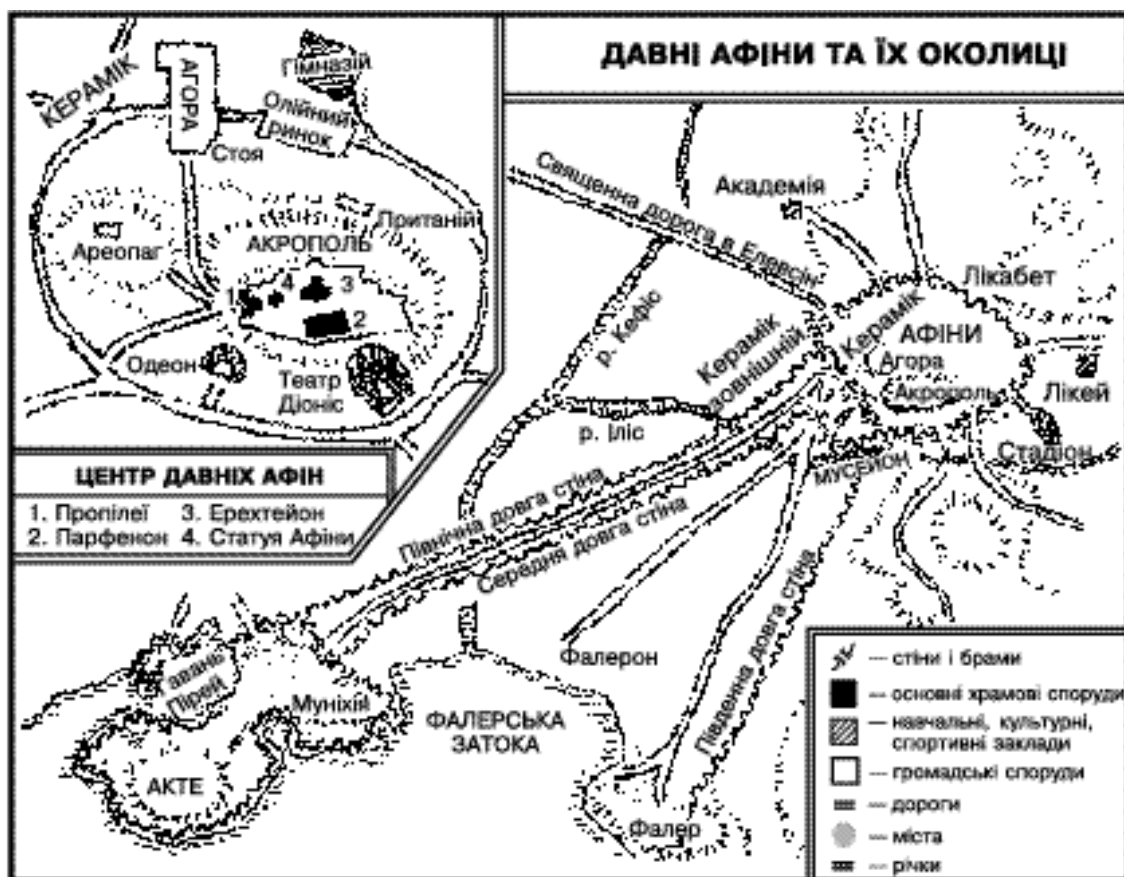 ДАВНІ АФІНИ ТА ЇХ ОКОЛИЦІ
КЕРАМІК
АГОРА
Гімназій
Олійний
ринок
Стоя
Пританій
Ареопаг
АКРОПОЛЬ
1
4
3
2
Одеон
Театр
Діоніс
ЦЕНТР ДАВНІХ АФІН
1. Пропілеї 3. Ерехтейон
2. Парфенон 4. Статуя Афіни
Священна дорога в Елевсін
Академія
Лікабет
р. Кефіс
Керамік
зовнішній
Керамік
АФІНИ
Агора
Акрополь
Лікей
Стадіон
р. Іліс
МУСЕЙОН
Північна довга стіна
Середня довга стіна
Південна довга стіна
Фалерон
Гавань
Пірей
Муніхія
ФАЛЕРСЬКА
ЗАТОКА
АКТЕ
Фалер
— стіни і брами
— основні храмові споруди
— навчальні, культурні,
спортивні заклади
— громадські споруди
— дороги
— міста
— річки